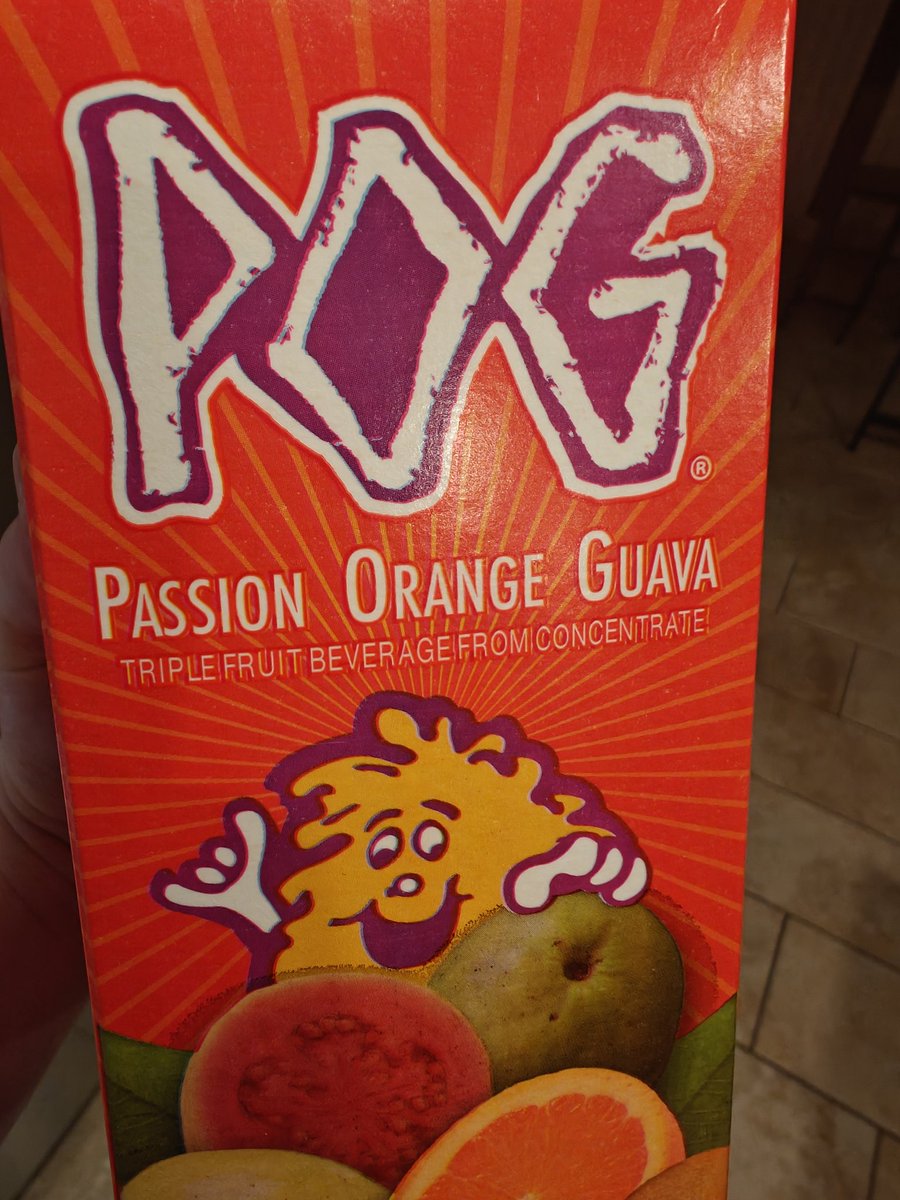 POG®
PASSION ORANGE GUAVA
TRIPLE FRUIT BEVERAGE FROM CONCENTRATE